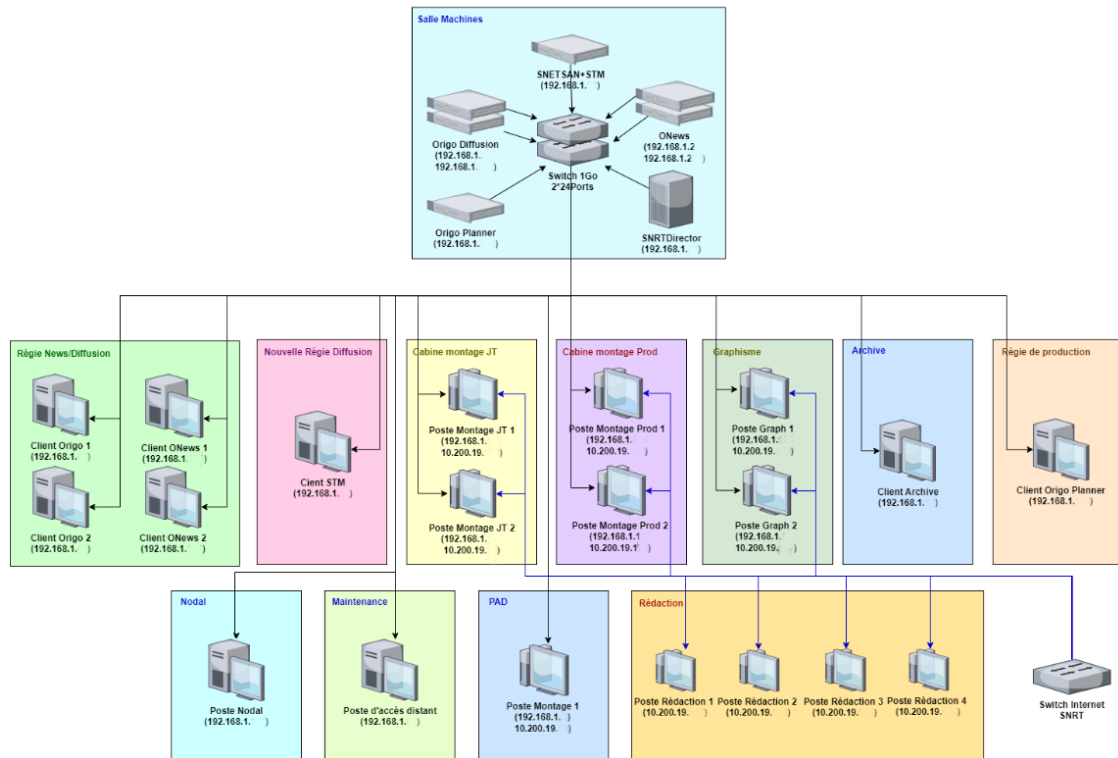 Salle Machines
SNETSAN+STM
(192.168.1. )
Origo Diffusion
(192.168.1.
192.168.1. )
ONews
(192.168.1.2
192.168.1.2 )
Switch 1Go
2*24Ports
Origo Planner
(192.168.1. )
SNRTDirector
(192.168.1. )
Règie News/Diffusion
Client Origo 1
(192.168.1. )
Client ONews 1
(192.168.1. )
Client Origo 2
(192.168.1. )
Client ONews 2
(192.168.1. )
Nouvelle Règie Diffusion
Cient STM
(192.168.1. )
Cabine montage JT
Poste Montage JT 1
(192.168.1.
10.200.19. )
Poste Montage JT 2
(192.168.1.
10.200.19. )
Cabine montage Prod
Poste Montage Prod 1
(192.168.1.
10.200.19. )
Poste Montage Prod 2
(192.168.1.1
10.200.19.1 )
Graphisme
Poste Graph 1
(192.168.1.
10.200.19. )
Poste Graph 2
(192.168.1.
10.200.19. )
Archive
Client Archive
(192.168.1. )
Règie de production
Client Origo Planner
(192.168.1. )
Nodal
Poste Nodal
(192.168.1. )
Maintenance
Poste d'accès distant
(192.168.1. )
PAD
Poste Montage 1
(192.168.1.
10.200.19. )
Rèdaction
Poste Rèdaction 1
(10.200.19. )
Poste Rèdaction 2
(10.200.19. )
Poste Rèdaction 3
(10.200.19. )
Poste Rèdaction 4
(10.200.19. )
Switch Internet
SNRT